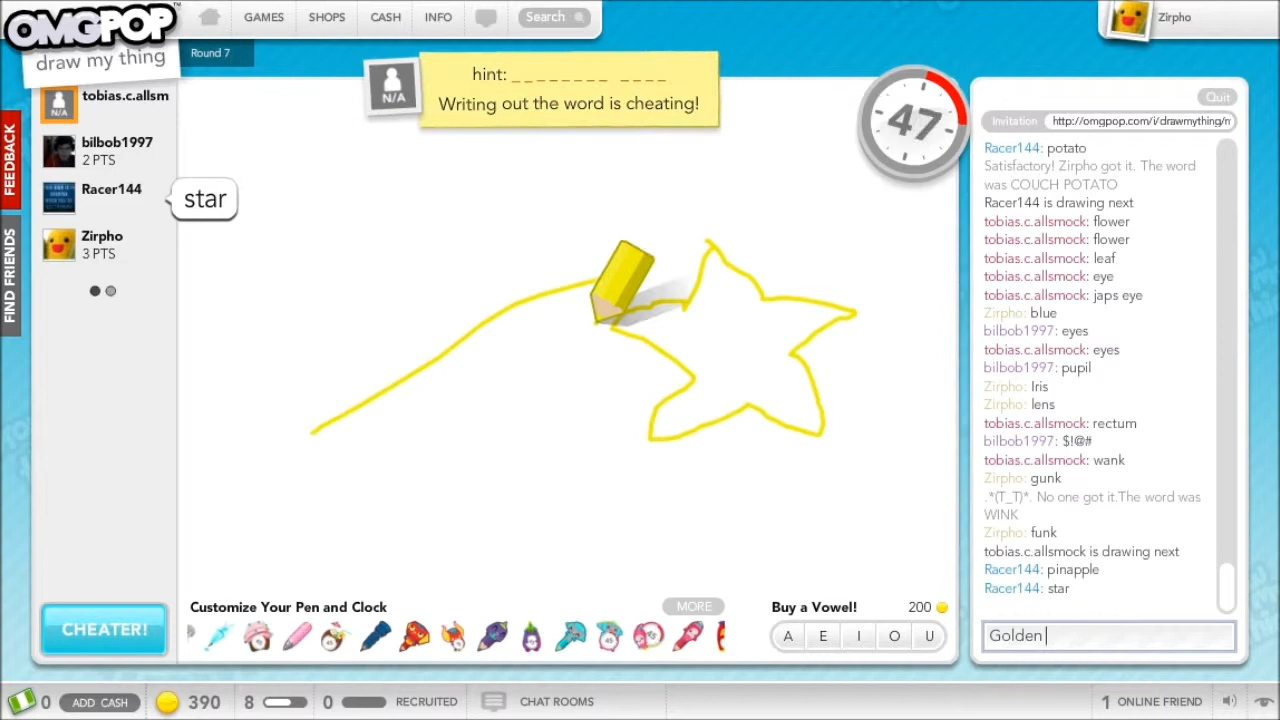 OMGPOP™
draw my thing
GAMES
SHOPS
CASH
INFO
Search
Zirpho
Round 7
N/A
hint: _ _ _ _ _ _ _ _ _ _ _ _
Writing out the word is cheating!
47
FEEDBACK
FIND FRIENDS
N/A
tobias.c.allsm
bilbob1997
2 PTS
Racer144
star
Zirpho
3 PTS
CHEATER!
Quit
Invitation http://omgpop.com/i/drawmything/n
Racer144: potato
Satisfactory! Zirpho got it. The word
was COUCH POTATO
Racer144 is drawing next
tobias.c.allsmock: flower
tobias.c.allsmock: flower
tobias.c.allsmock: leaf
tobias.c.allsmock: eye
tobias.c.allsmock: japs eye
Zirpho: blue
bilbob1997: eyes
tobias.c.allsmock: eyes
bilbob1997: pupil
Zirpho: Iris
Zirpho: lens
tobias.c.allsmock: rectum
bilbob1997: $!@#
tobias.c.allsmock: wank
Zirpho: gunk
.*(T_T)*. No one got it.The word was
WINK
Zirpho: funk
tobias.c.allsmock is drawing next
Racer144: pinapple
Racer144: star
Golden
Customize Your Pen and Clock
MORE
Buy a Vowel!
200
A E I O U
0
ADD CASH
390
8
0
RECRUITED
CHAT ROOMS
1 ONLINE FRIEND